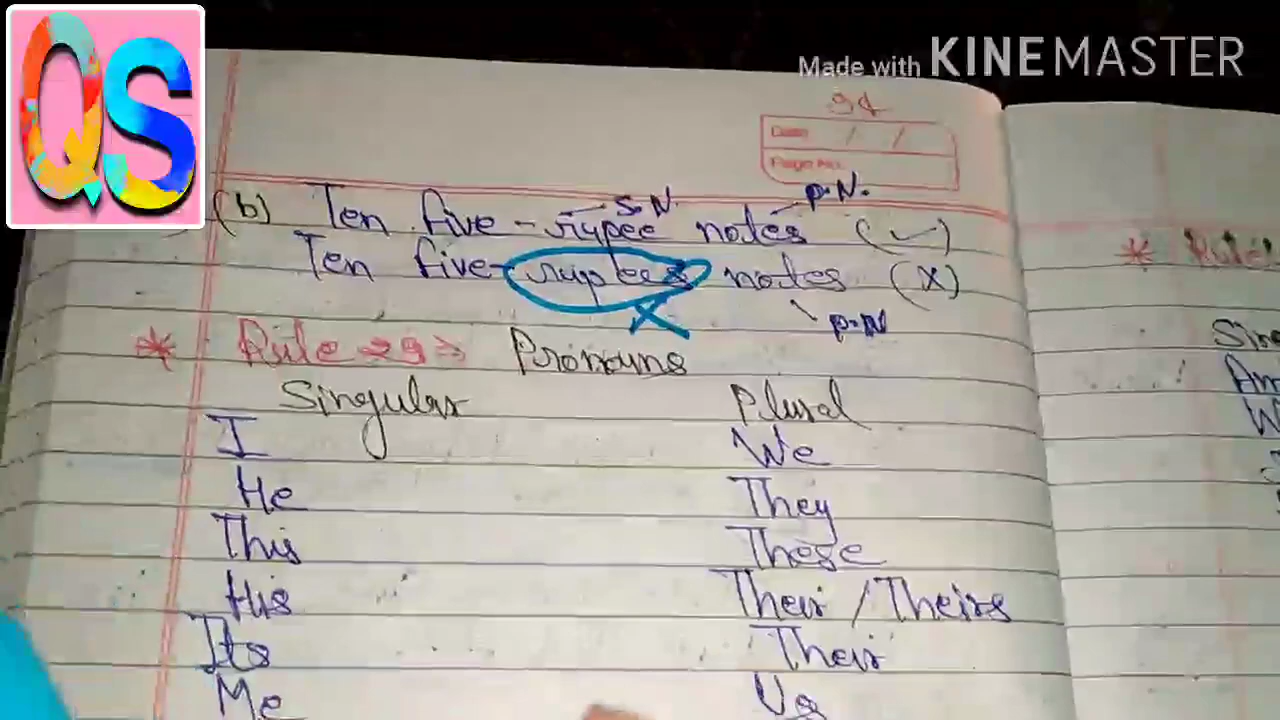 QS
Made with KINEMASTER
94
Date / /
Page No.
S.N. P.N.
(b) Ten five-rupee notes (✓)
Ten five-rupees notes (X)
X P.N
* Rule 29 ⇒ Pronouns
Singular Plural
I We
He They
This These
His Their / Theirs
Its Their
Me Us
* Rule